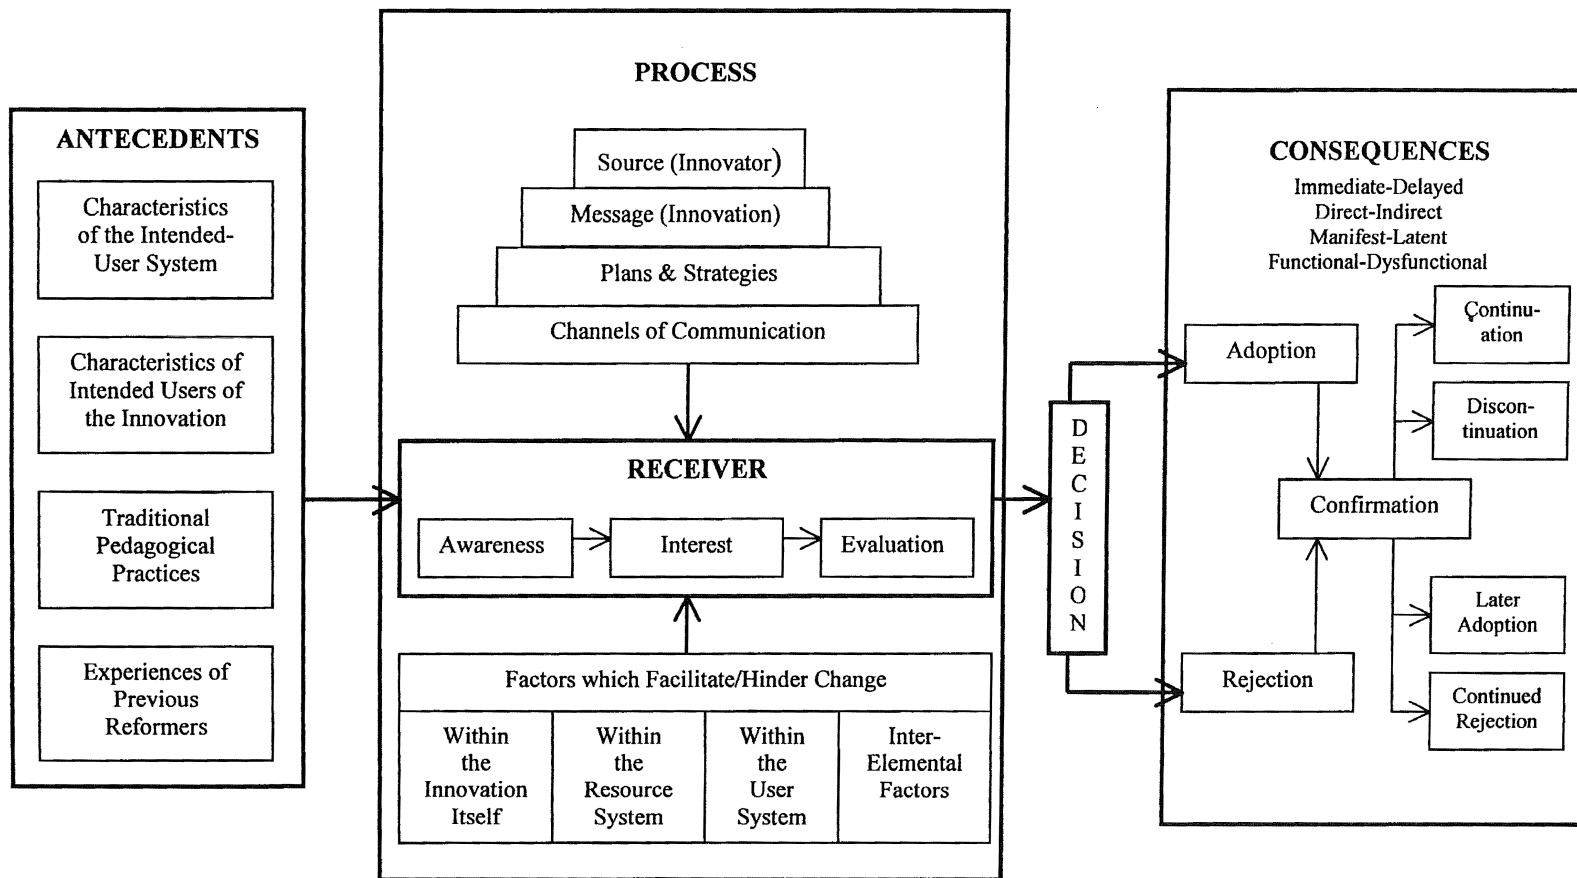 ANTECEDENTS
Characteristics
of the Intended-
User System
Characteristics of
Intended Users of
the Innovation
Traditional
Pedagogical
Practices
Experiences of
Previous
Reformers
PROCESS
Source (Innovator)
Message (Innovation)
Plans & Strategies
Channels of Communication
RECEIVER
Awareness
Interest
Evaluation
Factors which Facilitate/Hinder Change
Within
the
Innovation
Itself
Within
the
Resource
System
Within
the
User
System
Inter-
Elemental
Factors
D
E
C
I
S
I
O
N
CONSEQUENCES
Immediate-Delayed
Direct-Indirect
Manifest-Latent
Functional-Dysfunctional
Adoption
Rejection
Confirmation
Continu-
ation
Discon-
tinuation
Later
Adoption
Continued
Rejection